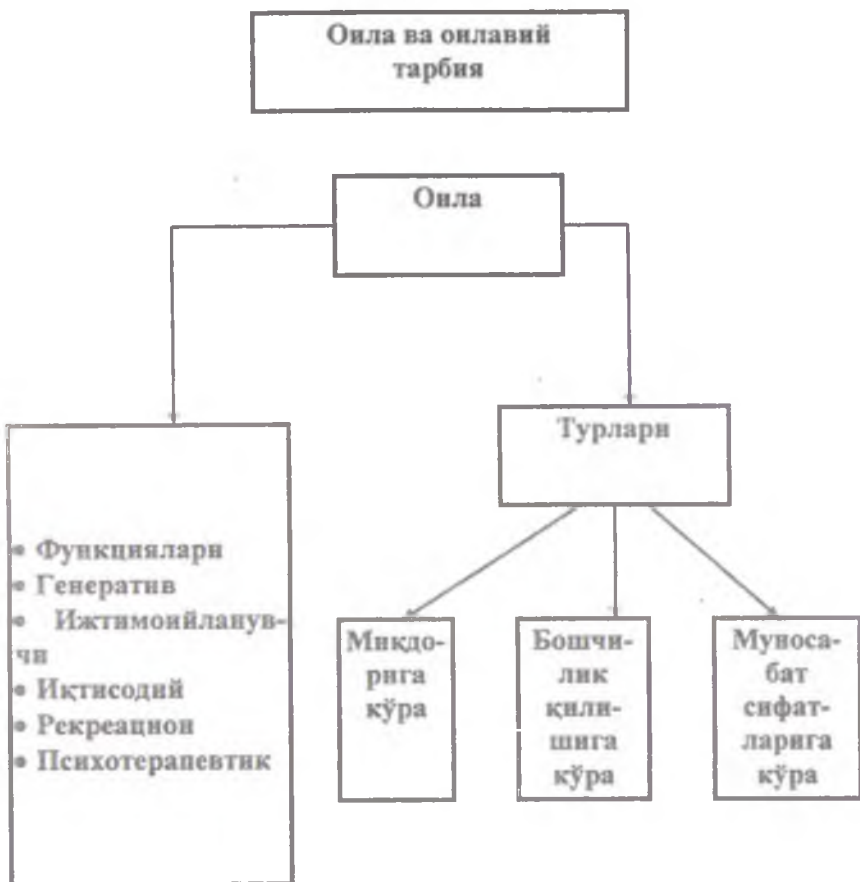 Оила ва оилавий
тарбия
Оила
Турлари
• Функциялари
• Генератив
• Ижтимоийланув-
чи
• Иқтисодий
• Рекреацион
• Психотерапевтик
Миқдо-
рига
кўра
Бошчи-
лик
қили-
шига
кўра
Муноса-
бат
сифат-
ларига
кўра